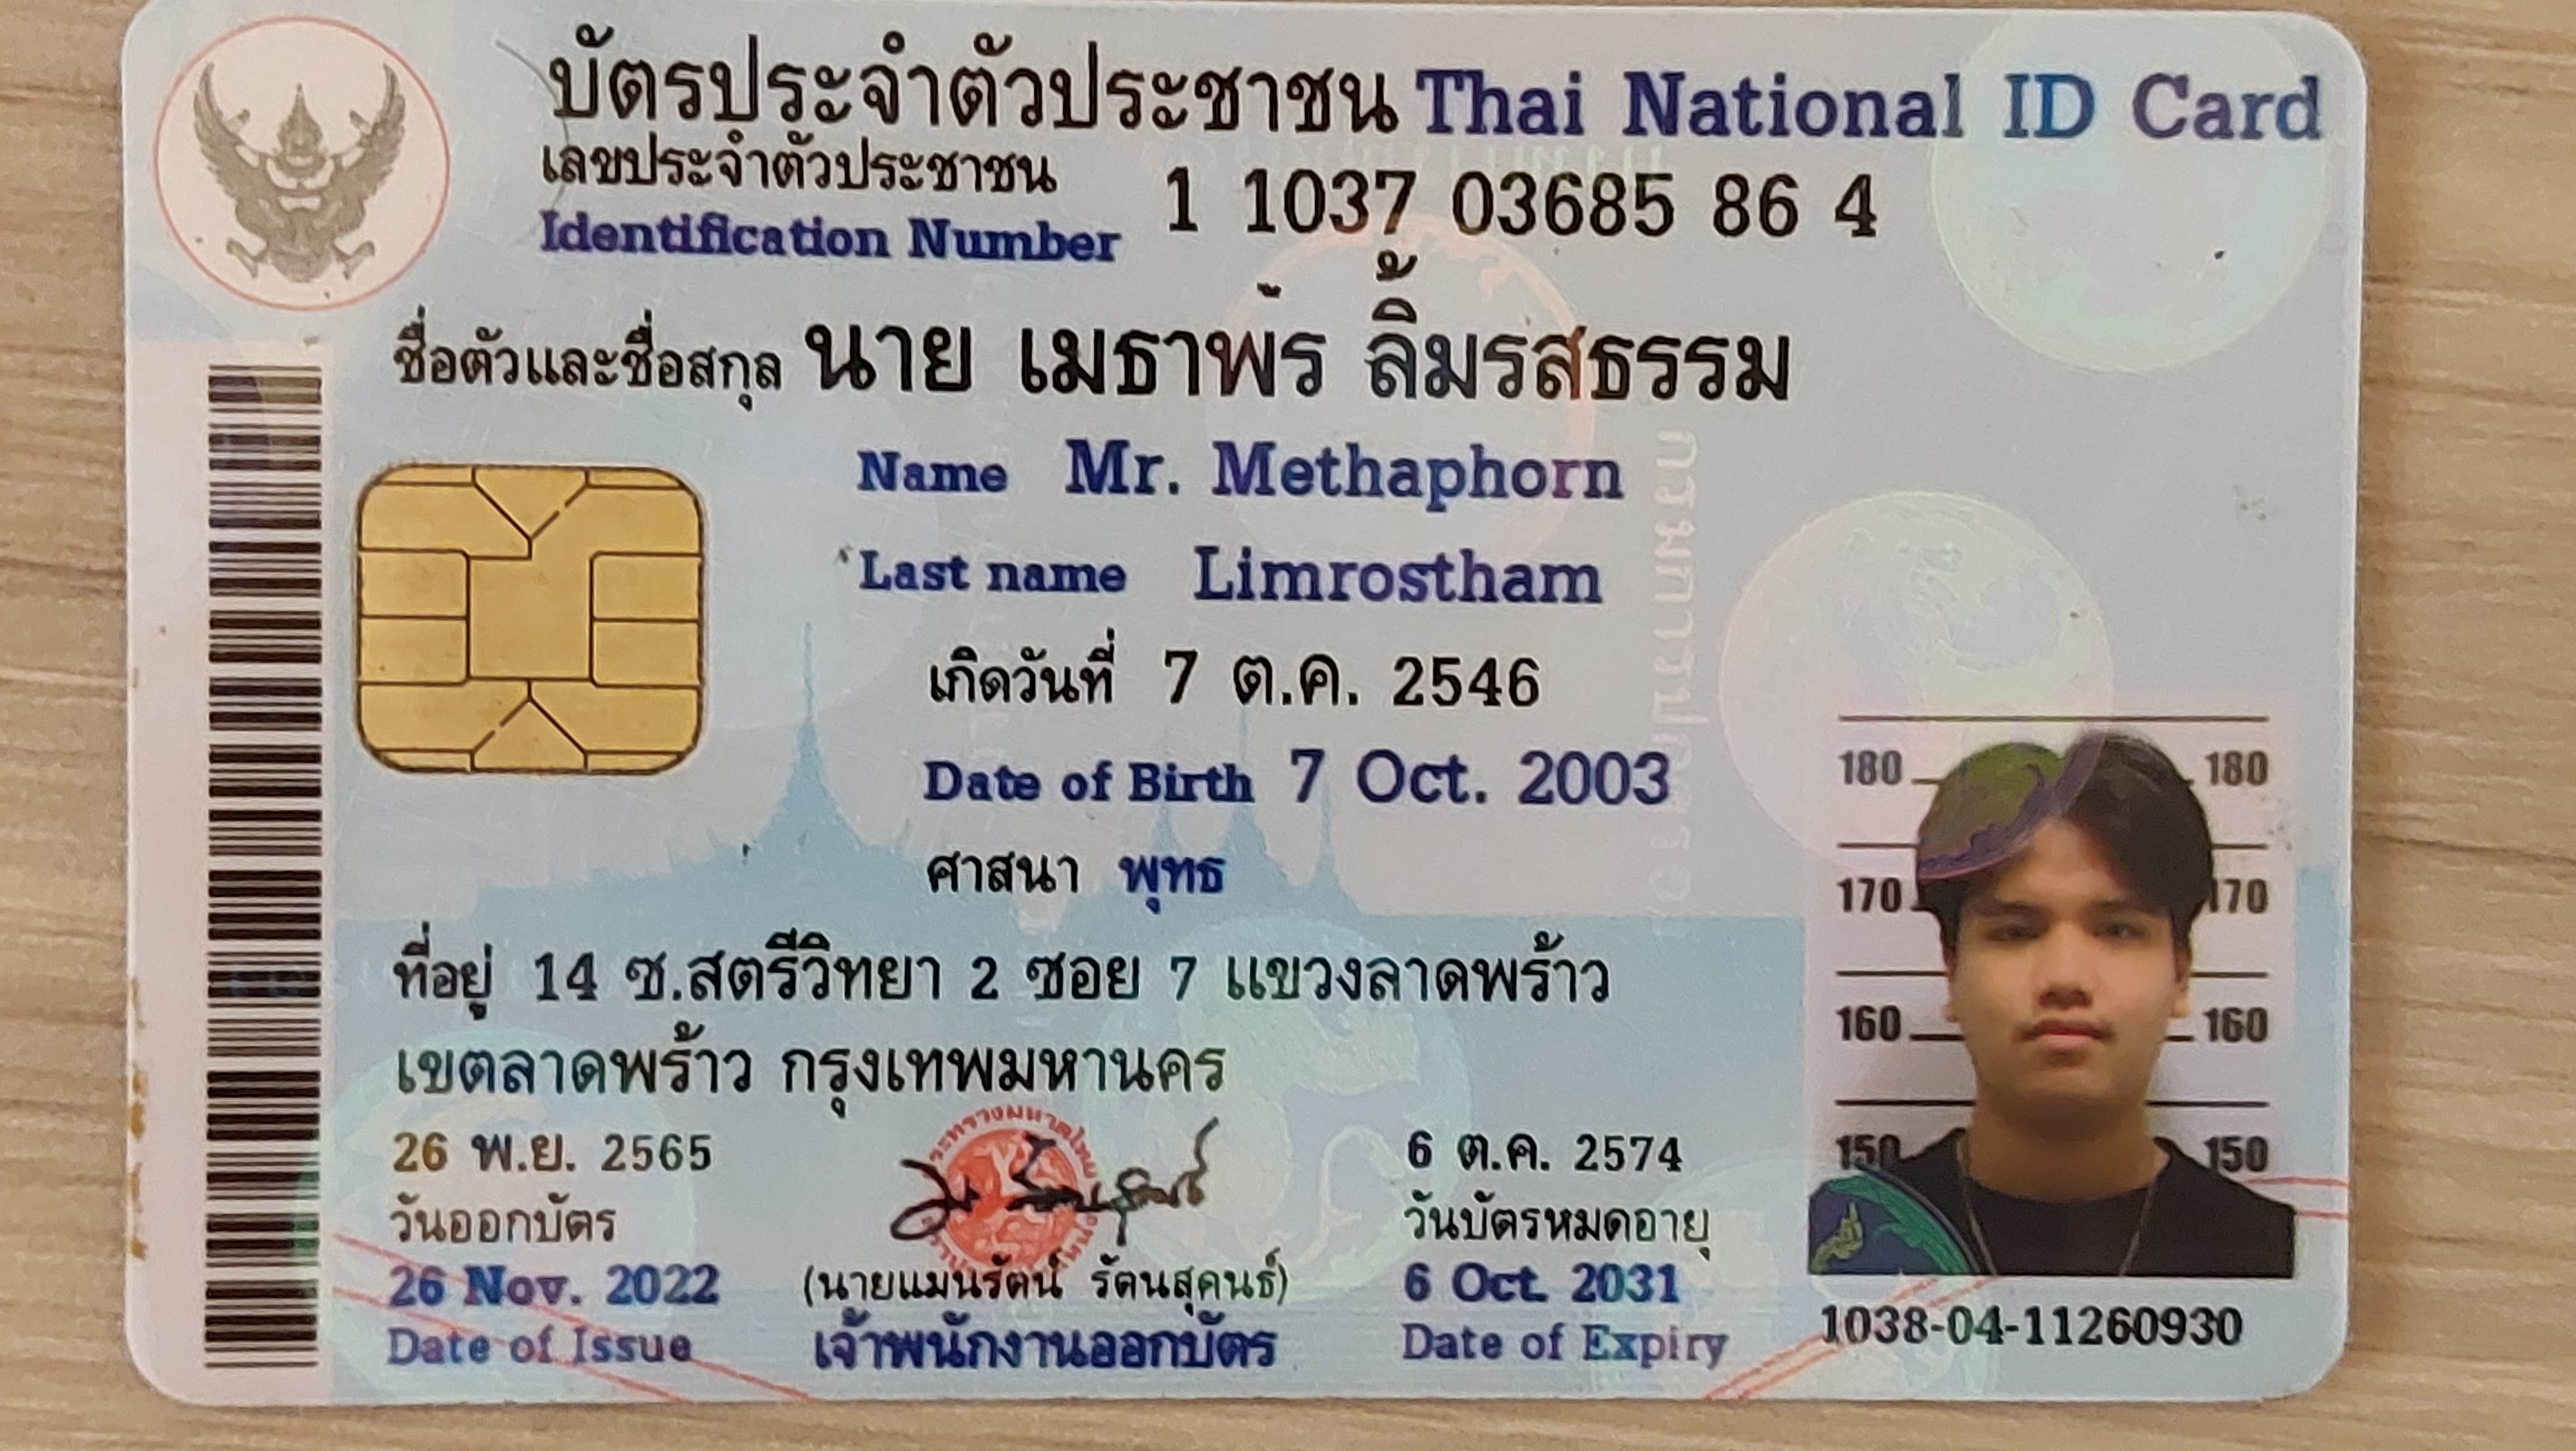 บัตรประจำตัวประชาชน Thai National ID Card
เลขประจำตัวประชาชน
Identification Number 1 1037 03685 86 4
ชื่อตัวและชื่อสกุล นาย เมธาพร ลิ้มรสธรรม
Name Mr. Methaphorn
Last name Limrostham
เกิดวันที่ 7 ต.ค. 2546
Date of Birth 7 Oct. 2003
ศาสนา พุทธ
ที่อยู่ 14 ซ.สตรีวิทยา 2 ซอย 7 แขวงลาดพร้าว
เขตลาดพร้าว กรุงเทพมหานคร
26 พ.ย. 2565
วันออกบัตร
26 Nov. 2022
Date of Issue
(นายแมนรัตน์ รัตนสุคนธ์)
เจ้าพนักงานออกบัตร
6 ต.ค. 2574
วันบัตรหมดอายุ
6 Oct. 2031
Date of Expiry
180 180
170 170
160 160
150 150
1038-04-11260930